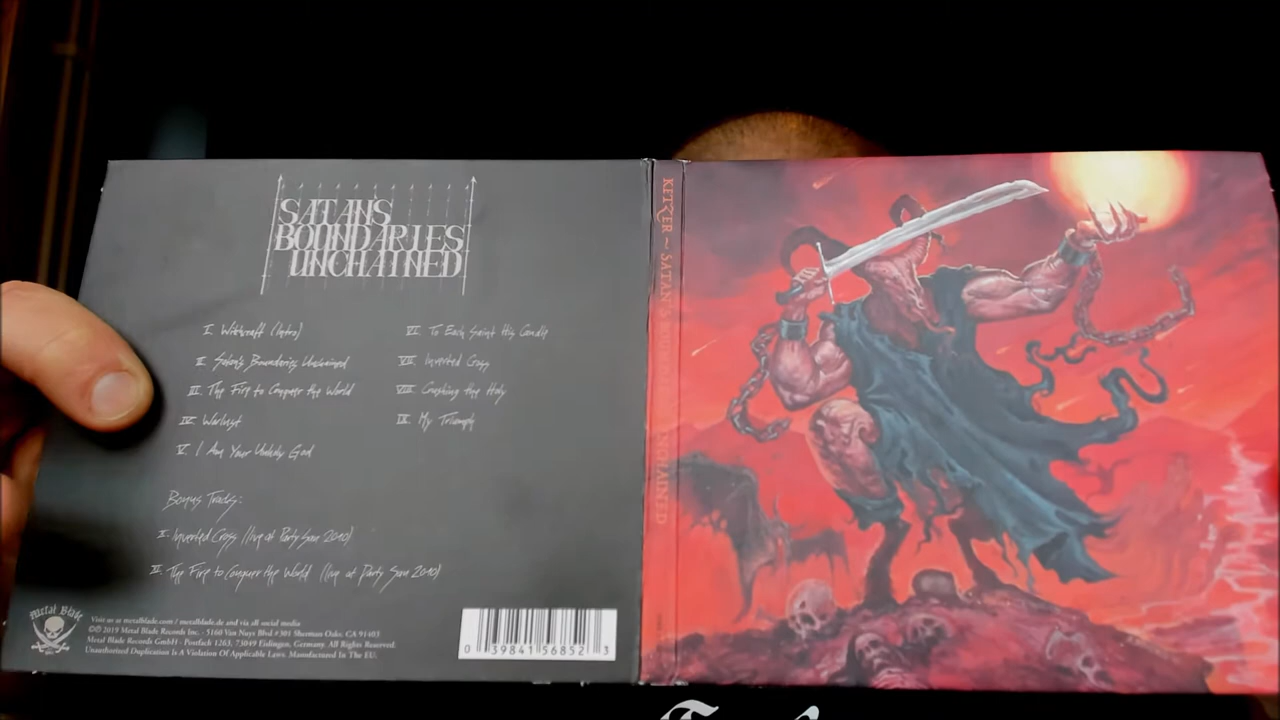 SATAN'S
BOUNDARIES
UNCHAINED
I. Witchcraft (Intro)
II. Satan's Boundaries Unchained
III. The Fire to Conquer the World
IV. Warlust
V. I Am Your Unholy God
VI. To Each Saint His Candle
VII. Inverted Cross
VIII. Crushing the Holy
IX. My Triumph
Bonus Tracks:
I. Inverted Cross (live at Party San 2010)
II. The Fire to Conquer the World (live at Party San 2010)
Metal Blade
Visit us at metalblade.com / metalblade.de and via all social media
©℗ 2019 Metal Blade Records Inc. · 5160 Van Nuys Blvd #301 Sherman Oaks, CA 91403
Metal Blade Records GmbH · Postfach 1263, 73049 Eislingen, Germany. All Rights Reserved.
Unauthorized Duplication Is A Violation Of Applicable Laws. Manufactured In The EU.
0 39841 56852 3
KETZER ~ SATAN'S BOUNDARIES UNCHAINED